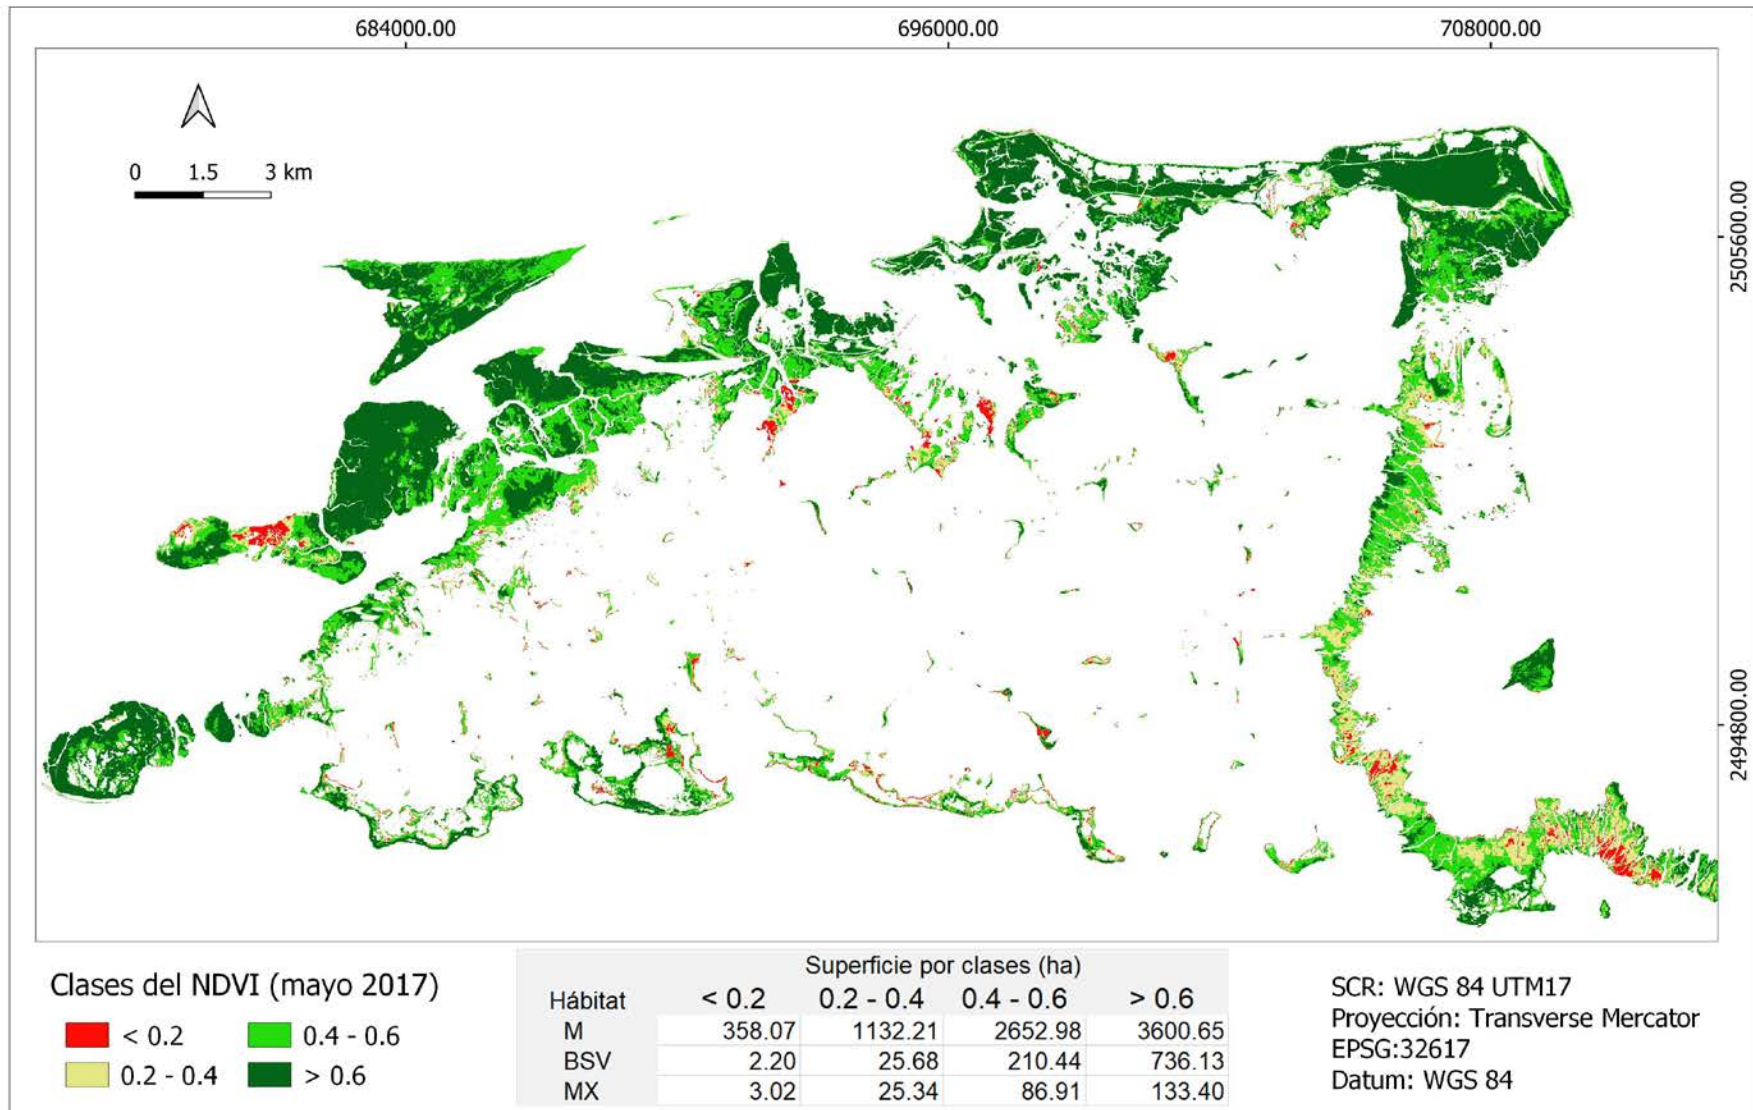 684000.00 696000.00 708000.00
0 1.5 3 km
2505600.00
2494800.00
Clases del NDVI (mayo 2017)
< 0.2 0.4 - 0.6
0.2 - 0.4 > 0.6
Superficie por clases (ha)
Hábitat < 0.2 0.2 - 0.4 0.4 - 0.6 > 0.6
M 358.07 1132.21 2652.98 3600.65
BSV 2.20 25.68 210.44 736.13
MX 3.02 25.34 86.91 133.40
SCR: WGS 84 UTM17
Proyección: Transverse Mercator
EPSG:32617
Datum: WGS 84